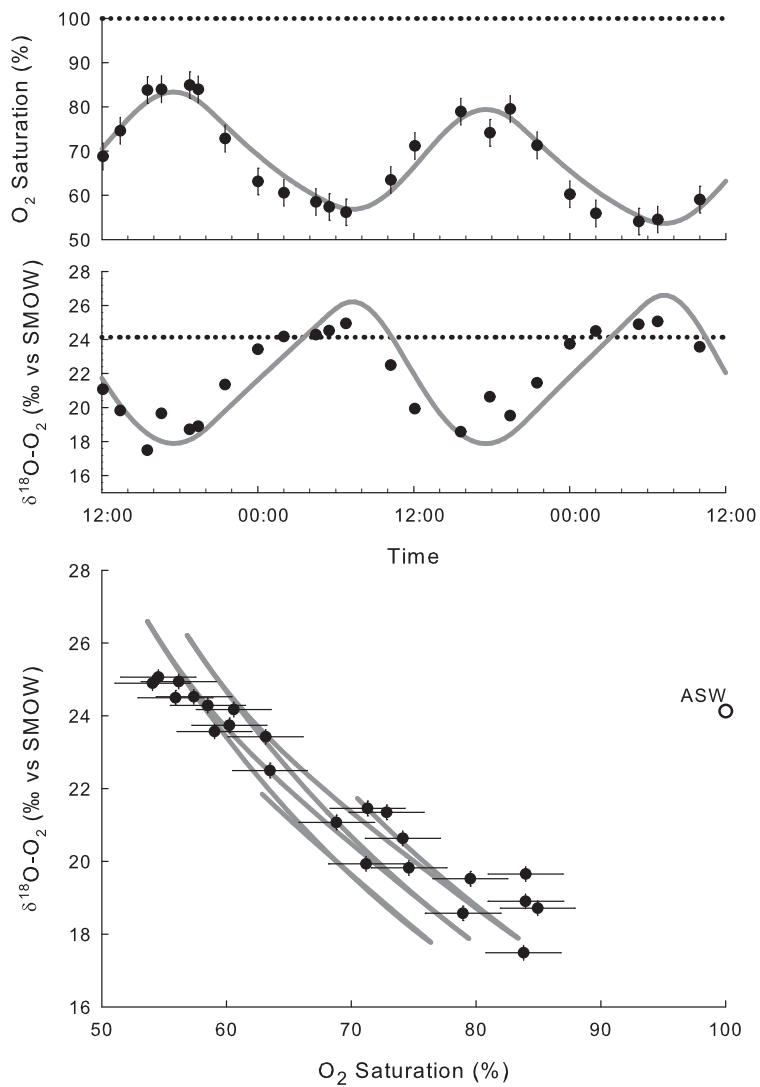 O2 Saturation (%)
100
90
80
70
60
50
δ18O-O2 (‰ vs SMOW)
28
26
24
22
20
18
16
12:00 00:00 12:00 00:00 12:00
Time
δ18O-O2 (‰ vs SMOW)
28
26
24
22
20
18
16
ASW
50 60 70 80 90 100
O2 Saturation (%)